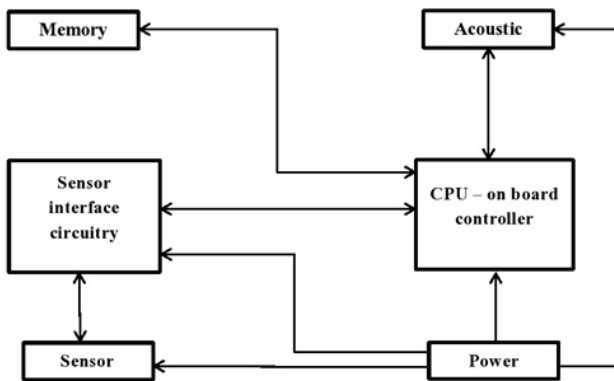 Memory
Acoustic
Sensor
interface
circuitry
CPU – on board
controller
Sensor
Power